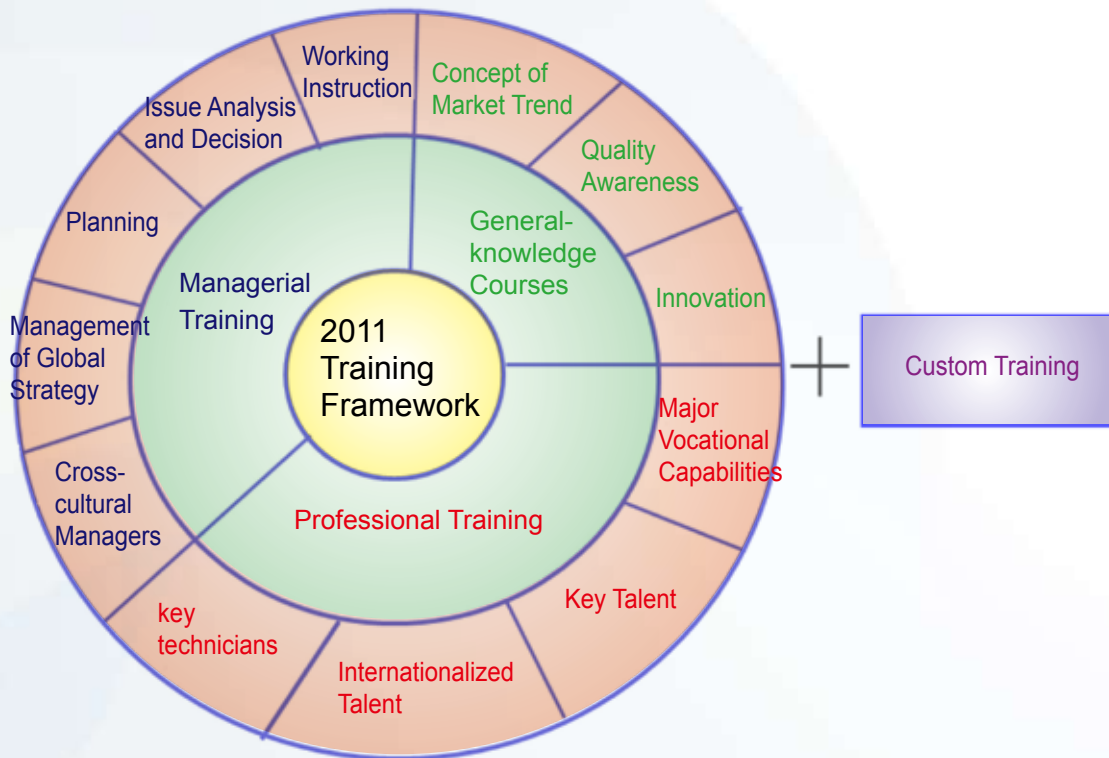 Working
Instruction
Concept of
Market Trend
Issue Analysis
and Decision
Quality
Awareness
Planning
General-
knowledge
Courses
Managerial
Training
Innovation
Management
of Global
Strategy
2011
Training
Framework
Custom Training
Major
Vocational
Capabilities
Cross-
cultural
Managers
Professional Training
Key Talent
key
technicians
Internationalized
Talent